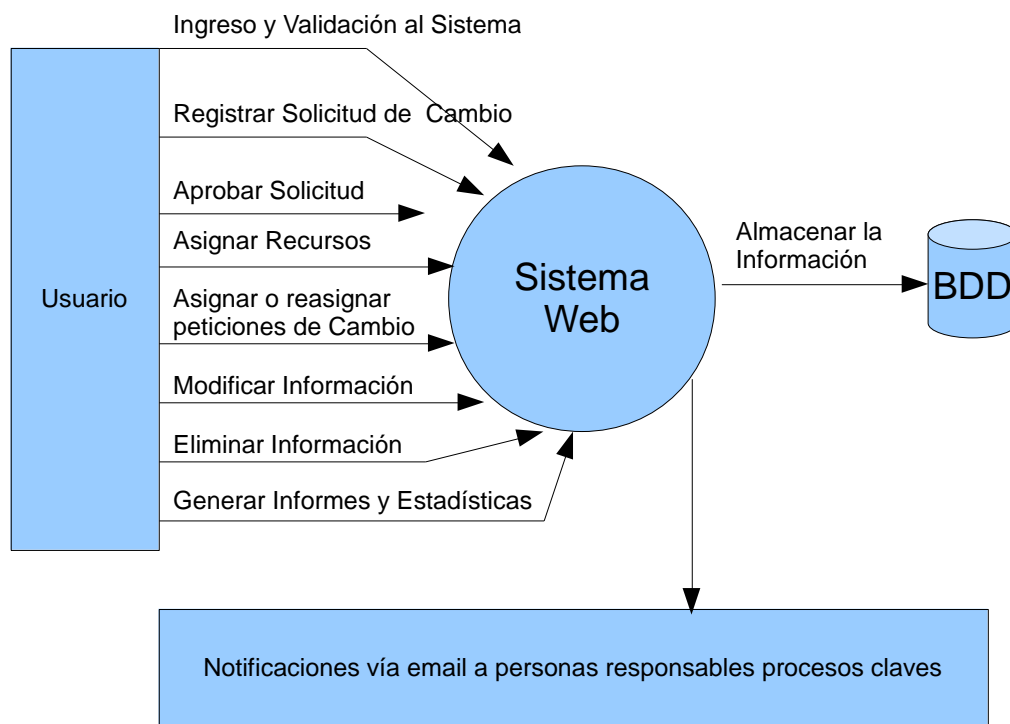 Ingreso y Validación al Sistema
Registrar Solicitud de  Cambio
Aprobar Solicitud
Asignar Recursos
Usuario
Asignar o reasignar
peticiones de Cambio
Modificar Información
Eliminar Información
Generar Informes y Estadísticas
Sistema
Web
Almacenar la
Información
BDD
Notificaciones vía email a personas responsables procesos claves